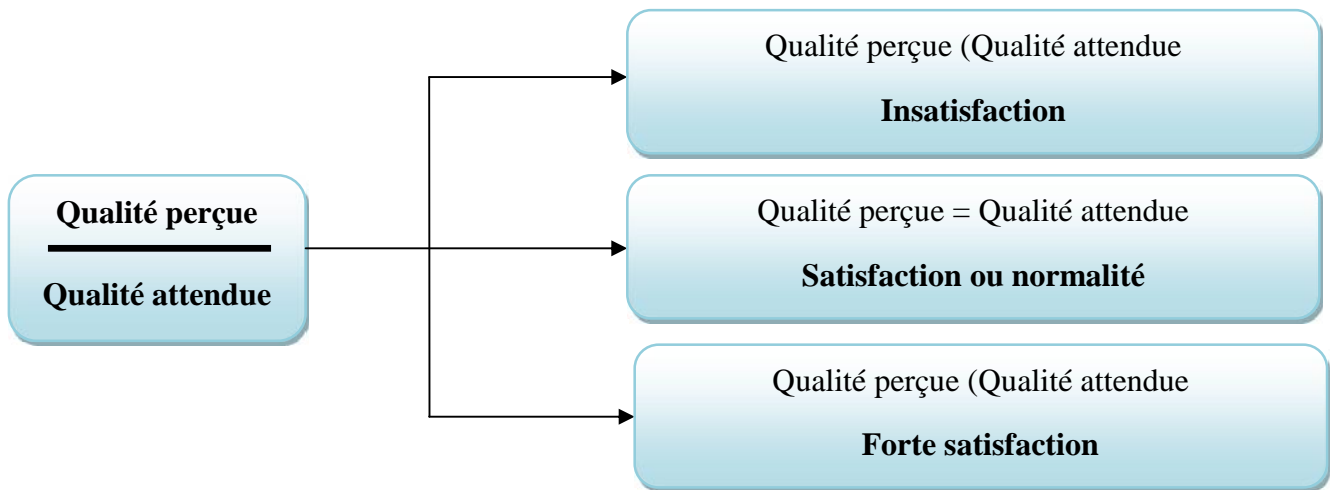 Qualité perçue
Qualité attendue
Qualité perçue (Qualité attendue
Insatisfaction
Qualité perçue = Qualité attendue
Satisfaction ou normalité
Qualité perçue (Qualité attendue
Forte satisfaction